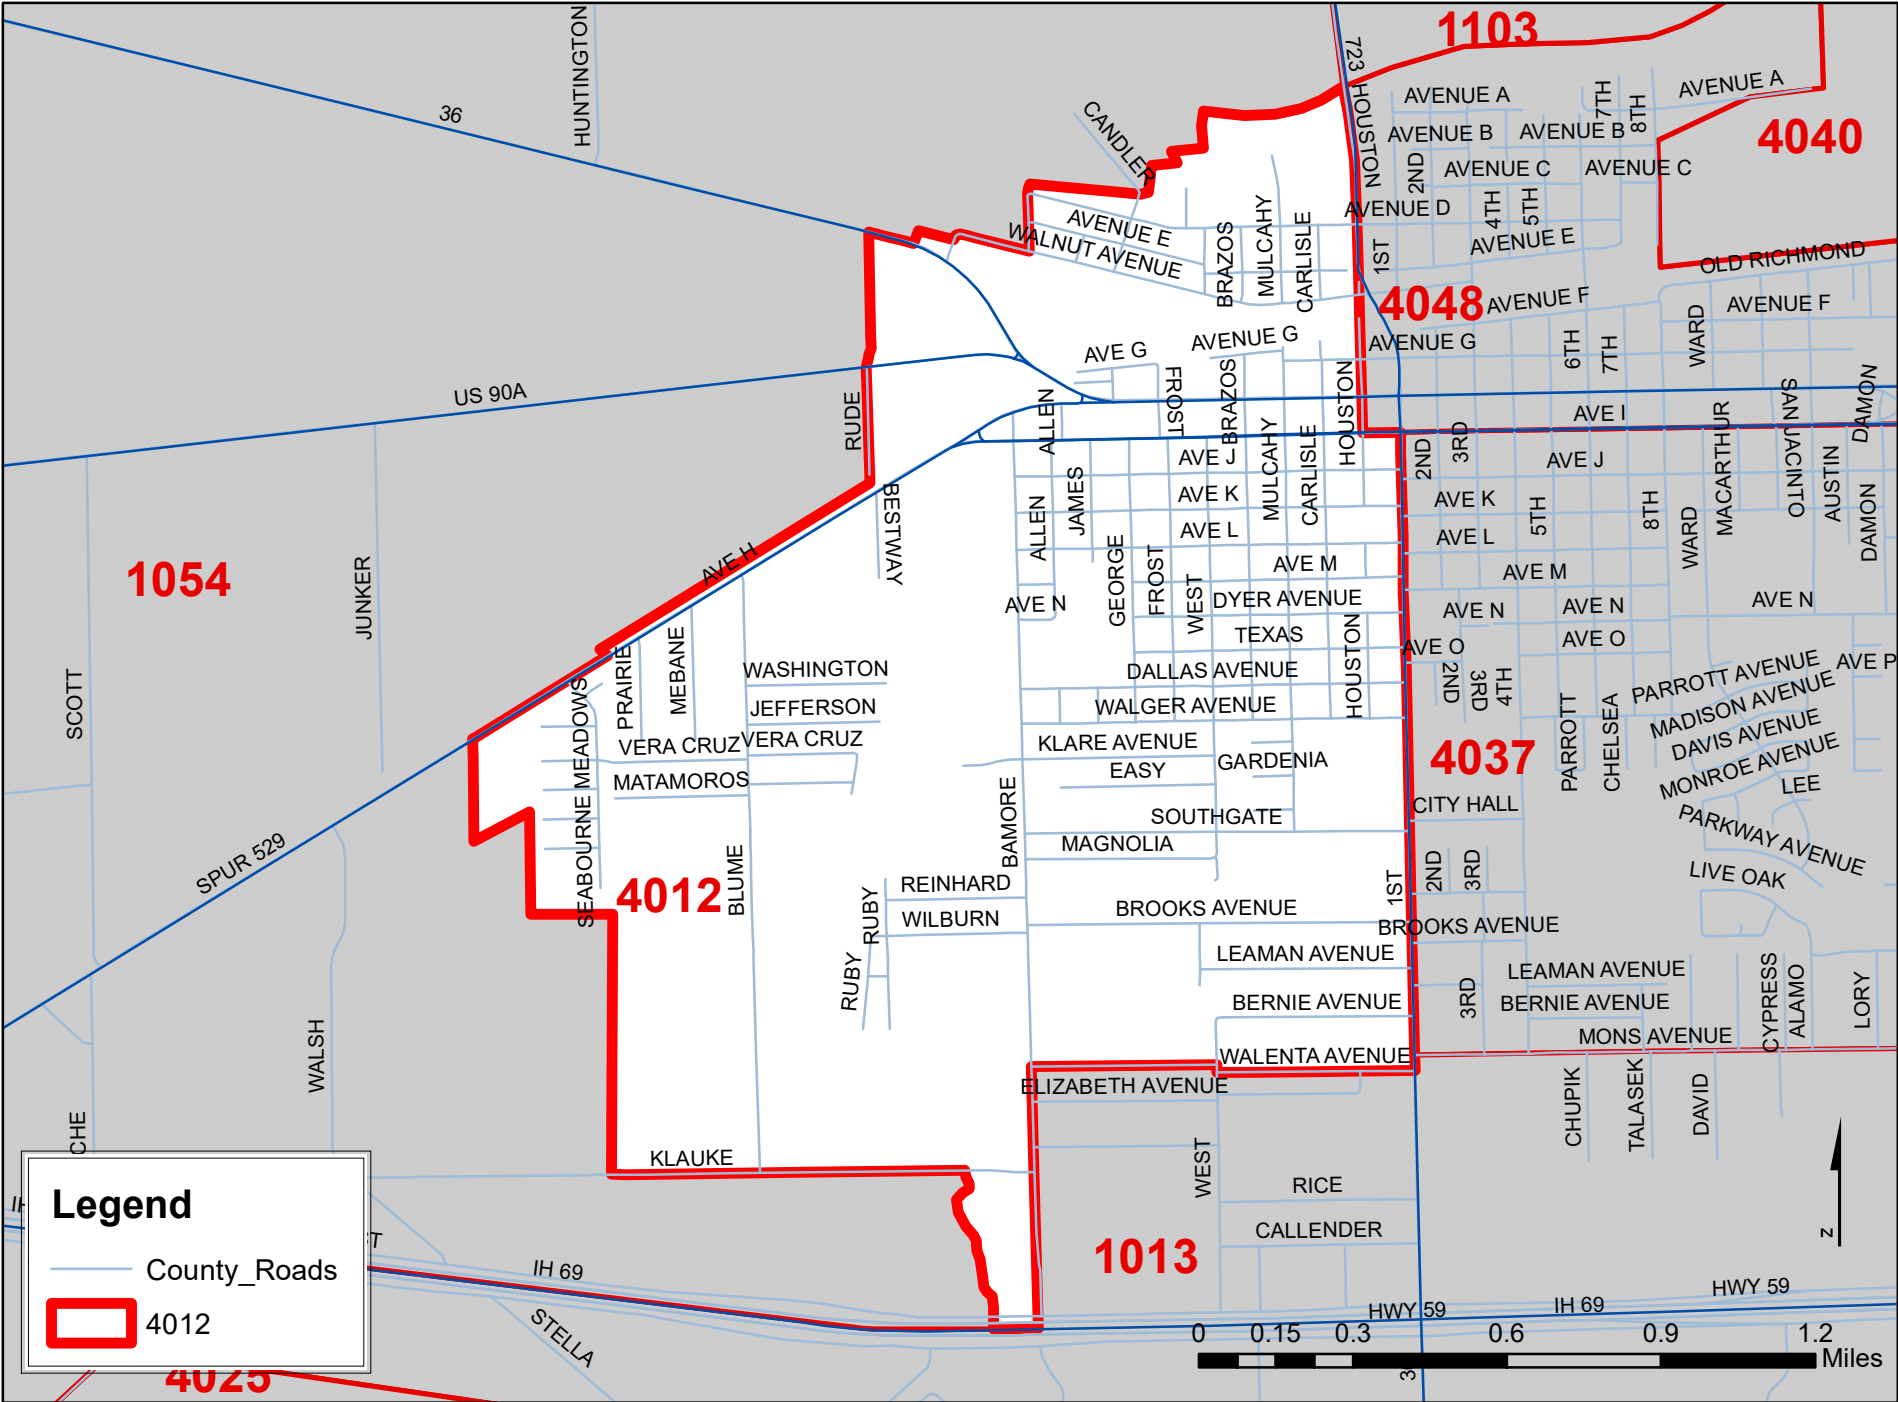 1103
HUNTINGTON
723
HOUSTON
AVENUE A
7TH
8TH
AVENUE A
36
CANDLER
AVENUE B
AVENUE B
4040
2ND
AVENUE C
AVENUE C
AVENUE D
4TH
5TH
AVENUE E
WALNUT AVENUE
BRAZOS
MULCAHY
CARLISLE
1ST
AVENUE E
OLD RICHMOND
4048
AVENUE F
AVENUE F
AVE G
AVENUE G
AVENUE G
6TH
7TH
WARD
US 90A
RUDE
ALLEN
FROST
BRAZOS
MULCAHY
CARLISLE
HOUSTON
AVE I
SAN JACINTO
DAMON
2ND
3RD
MACARTHUR
AVE J
AVE J
BESTWAY
ALLEN
JAMES
AVE K
AVE K
5TH
8TH
WARD
AUSTIN
DAMON
AVE L
AVE L
AVE H
1054
JUNKER
GEORGE
FROST
WEST
AVE M
AVE M
AVE N
DYER AVENUE
AVE N
AVE N
AVE N
TEXAS
HOUSTON
AVE O
AVE O
SCOTT
PRAIRIE
MEBANE
WASHINGTON
DALLAS AVENUE
2ND
3RD
4TH
PARROTT AVENUE
AVE P
SEABOURNE MEADOWS
JEFFERSON
WALGER AVENUE
MADISON AVENUE
VERA CRUZ
VERA CRUZ
KLARE AVENUE
4037
PARROTT
CHELSEA
DAVIS AVENUE
MATAMOROS
EASY
GARDENIA
MONROE AVENUE
LEE
BAMORE
SOUTHGATE
CITY HALL
MAGNOLIA
PARKWAY AVENUE
SPUR 529
4012
BLUME
RUBY
REINHARD
1ST
2ND
3RD
LIVE OAK
WILBURN
BROOKS AVENUE
BROOKS AVENUE
RUBY
LEAMAN AVENUE
LEAMAN AVENUE
BERNIE AVENUE
3RD
BERNIE AVENUE
CYPRESS
ALAMO
LORY
WALSH
WALENTA AVENUE
MONS AVENUE
ELIZABETH AVENUE
CHE
CHUPIK
TALASEK
DAVID
KLAUKE
WEST
RICE
CALLENDER
1013
IH
ST
IH 69
STELLA
HWY 59
IH 69
HWY 59
Legend
County_Roads
4012
4025
0 0.15 0.3 0.6 0.9 1.2
Miles
3
Z